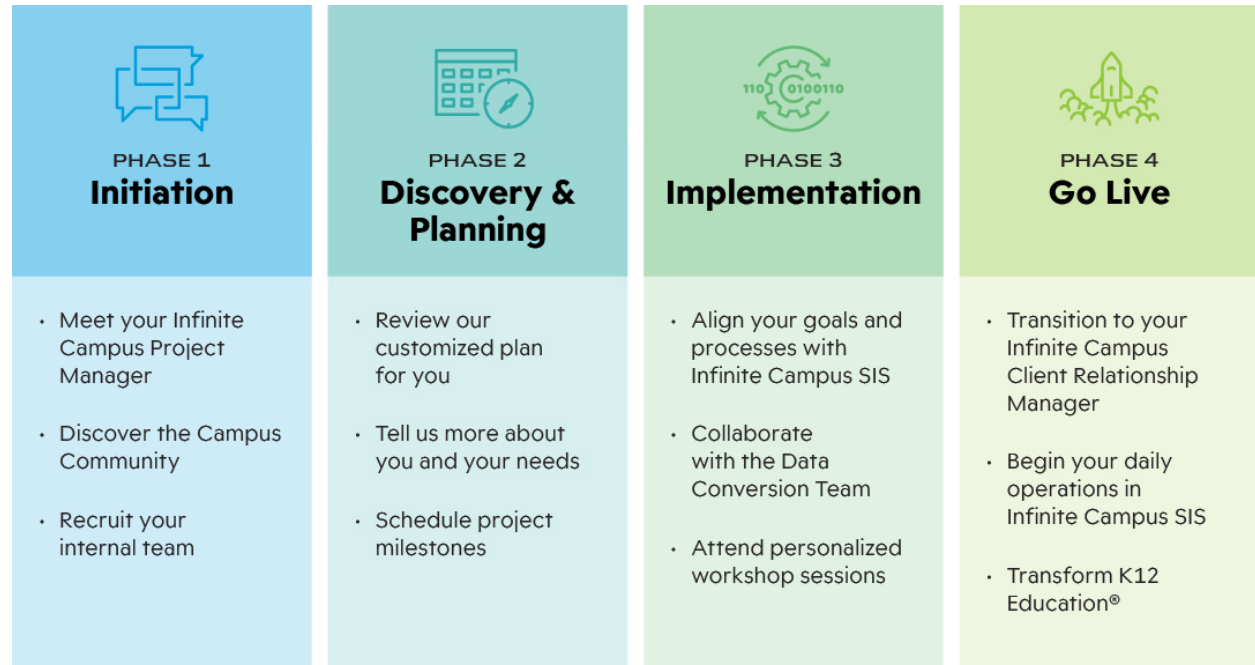 110 0100110
PHASE 1
Initiation
• Meet your Infinite
Campus Project
Manager
• Discover the Campus
Community
• Recruit your
internal team
PHASE 2
Discovery &
Planning
• Review our
customized plan
for you
• Tell us more about
you and your needs
• Schedule project
milestones
PHASE 3
Implementation
• Align your goals and
processes with
Infinite Campus SIS
• Collaborate
with the Data
Conversion Team
• Attend personalized
workshop sessions
PHASE 4
Go Live
• Transition to your
Infinite Campus
Client Relationship
Manager
• Begin your daily
operations in
Infinite Campus SIS
• Transform K12
Education®